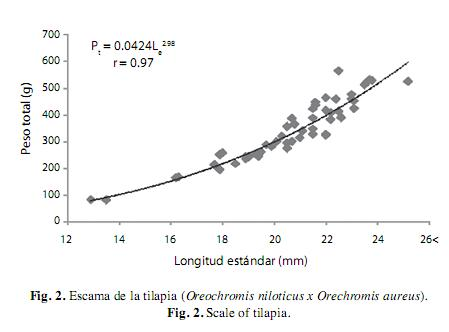 700
600
500
400
300
200
100
0
Peso total (g)
Pt = 0.0424Le^2.98
r = 0.97
12 14 16 18 20 22 24 26<
Longitud estándar (mm)
Fig. 2. Escama de la tilapia (Oreochromis niloticus x Orechromis aureus).
Fig. 2. Scale of tilapia.